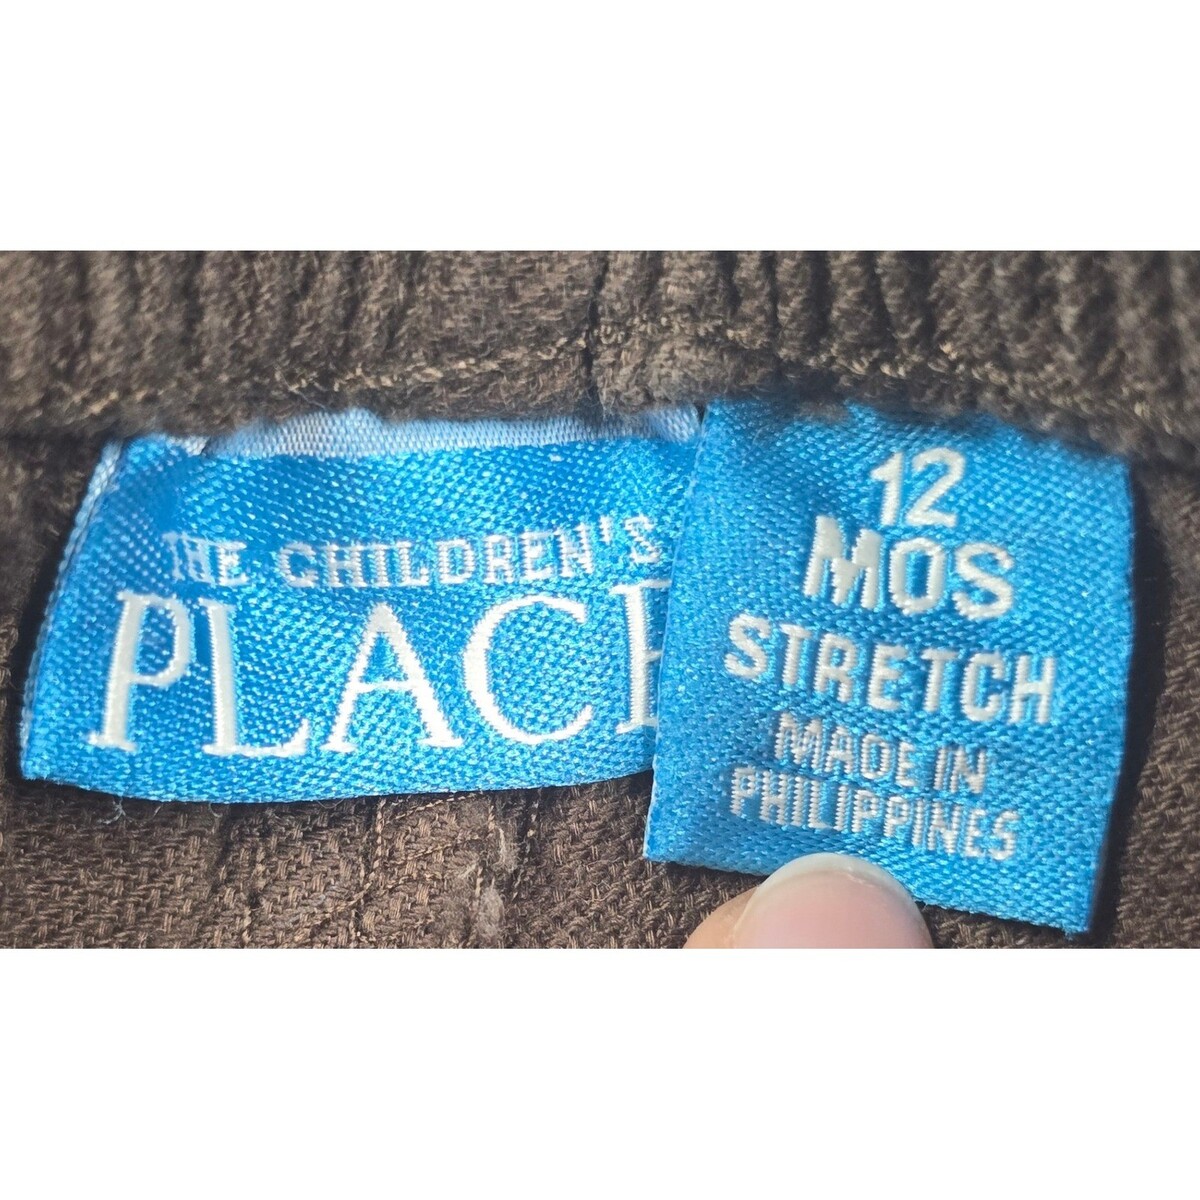 THE CHILDREN'S
PLACE
12
MOS
STRETCH
MADE IN
PHILIPPINES